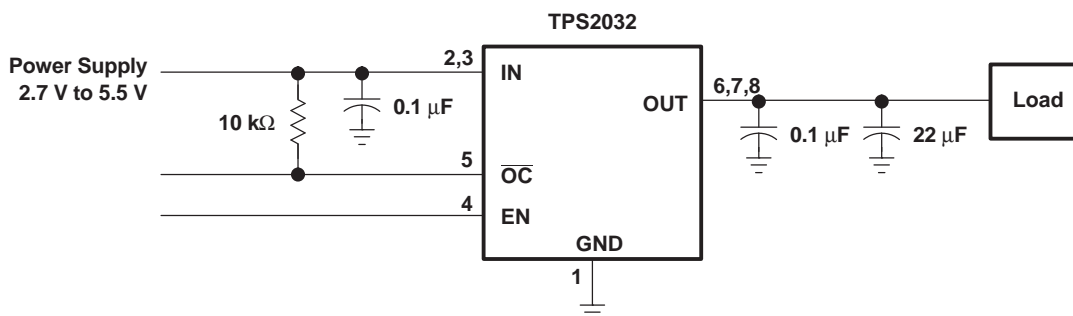 TPS2032
Power Supply
2.7 V to 5.5 V
2,3
IN
10 kΩ
0.1 µF
5
OC
4
EN
GND
1
OUT
6,7,8
0.1 µF
22 µF
Load